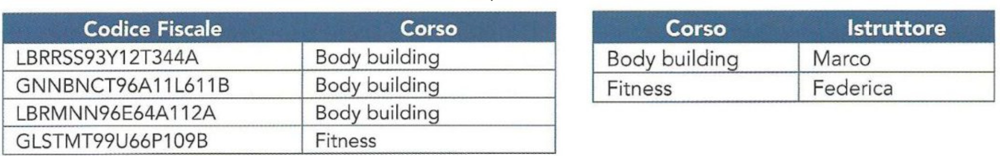 Codice Fiscale Corso
LBRRSS93Y12T344A Body building
GNNBNCT96A11L611B Body building
LBRMNN96E64A112A Body building
GLSTMT99U66P109B Fitness
Corso Istruttore
Body building Marco
Fitness Federica